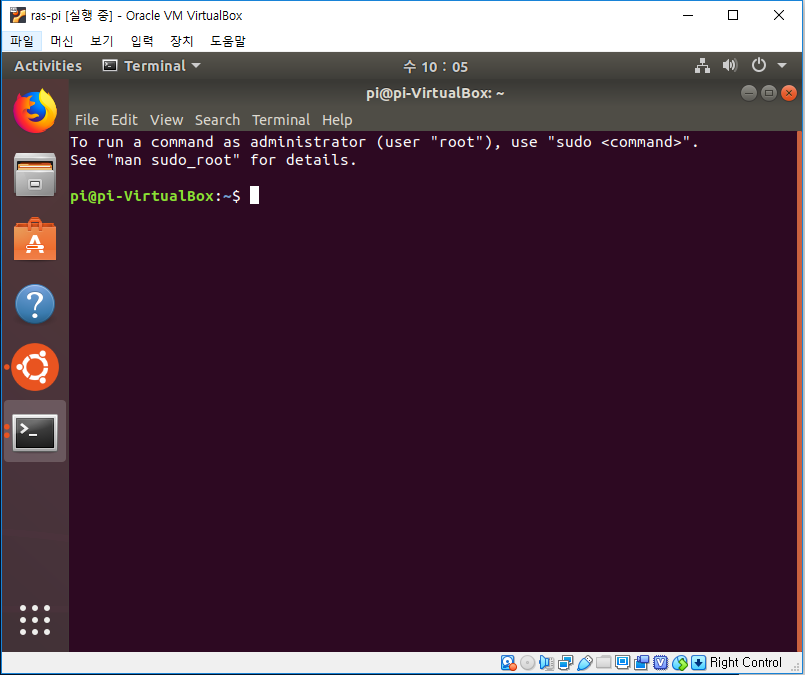 ras-pi [실행 중] - Oracle VM VirtualBox
파일 머신 보기 입력 장치 도움말
Activities Terminal 수 10 : 05
pi@pi-VirtualBox: ~
File Edit View Search Terminal Help
To run a command as administrator (user "root"), use "sudo <command>".
See "man sudo_root" for details.
pi@pi-VirtualBox:~$
Right Control